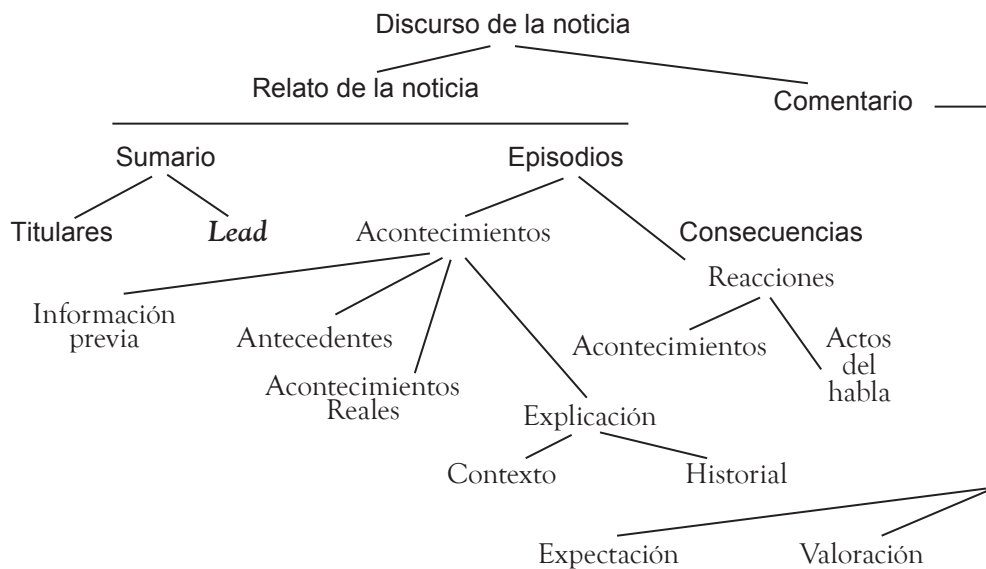 Discurso de la noticia
Relato de la noticia
Comentario
Sumario
Episodios
Titulares
Lead
Acontecimientos
Consecuencias
Reacciones
Información
previa
Antecedentes
Acontecimientos
Reales
Acontecimientos
Actos
del
habla
Explicación
Contexto
Historial
Expectación
Valoración